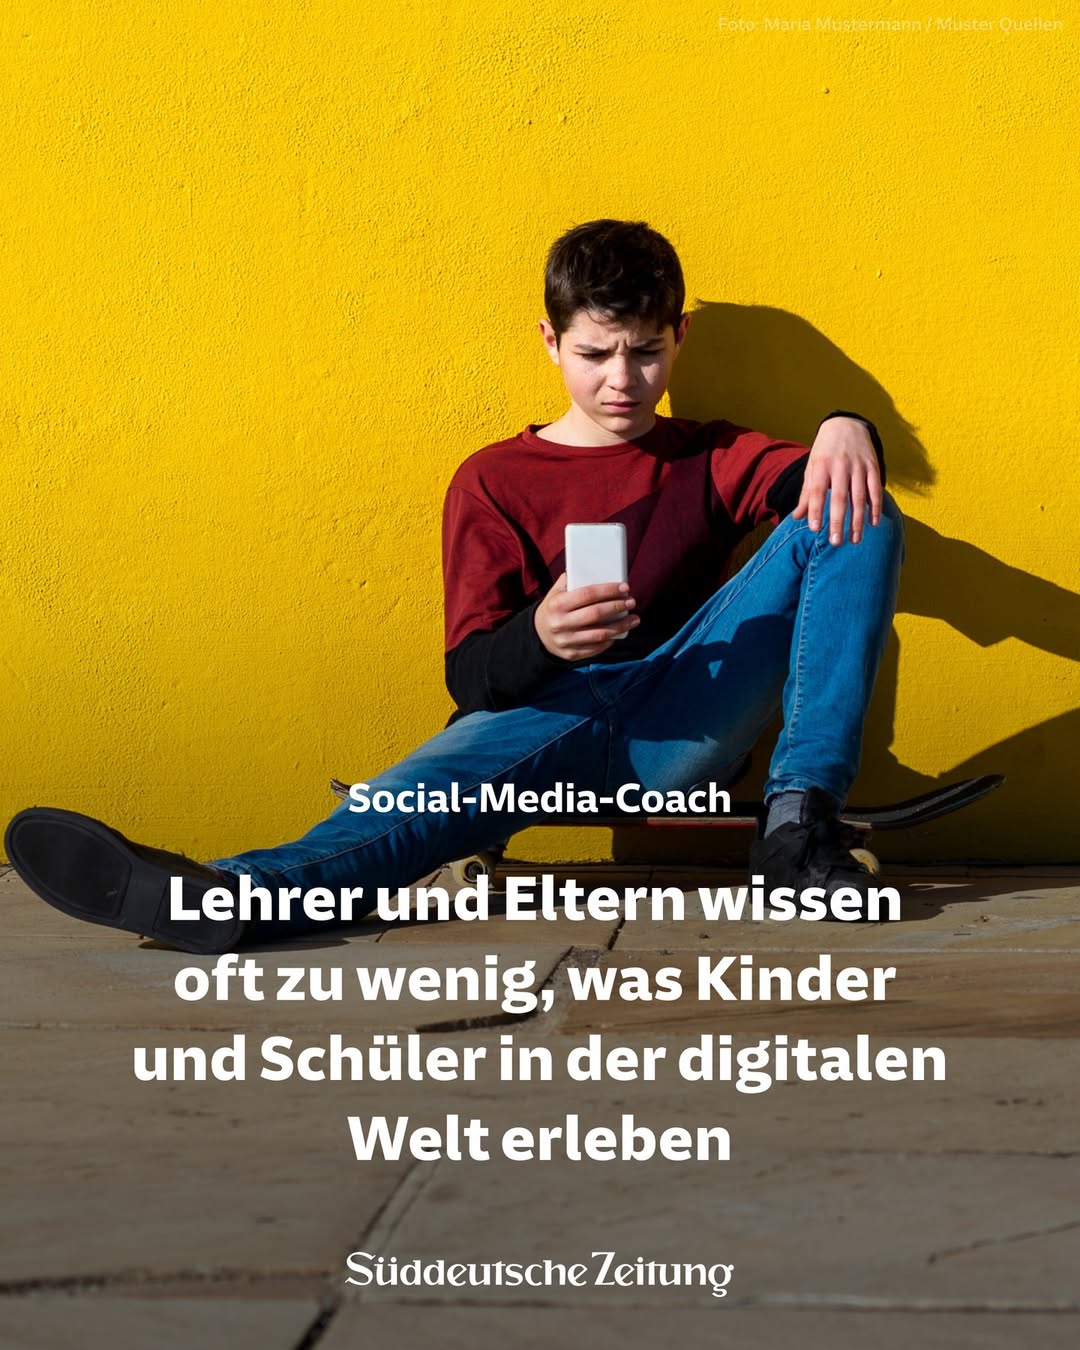 Foto: Maria Mustermann / Muster Quellen
Social-Media-Coach
Lehrer und Eltern wissen
oft zu wenig, was Kinder
und Schüler in der digitalen
Welt erleben
Süddeutsche Zeitung